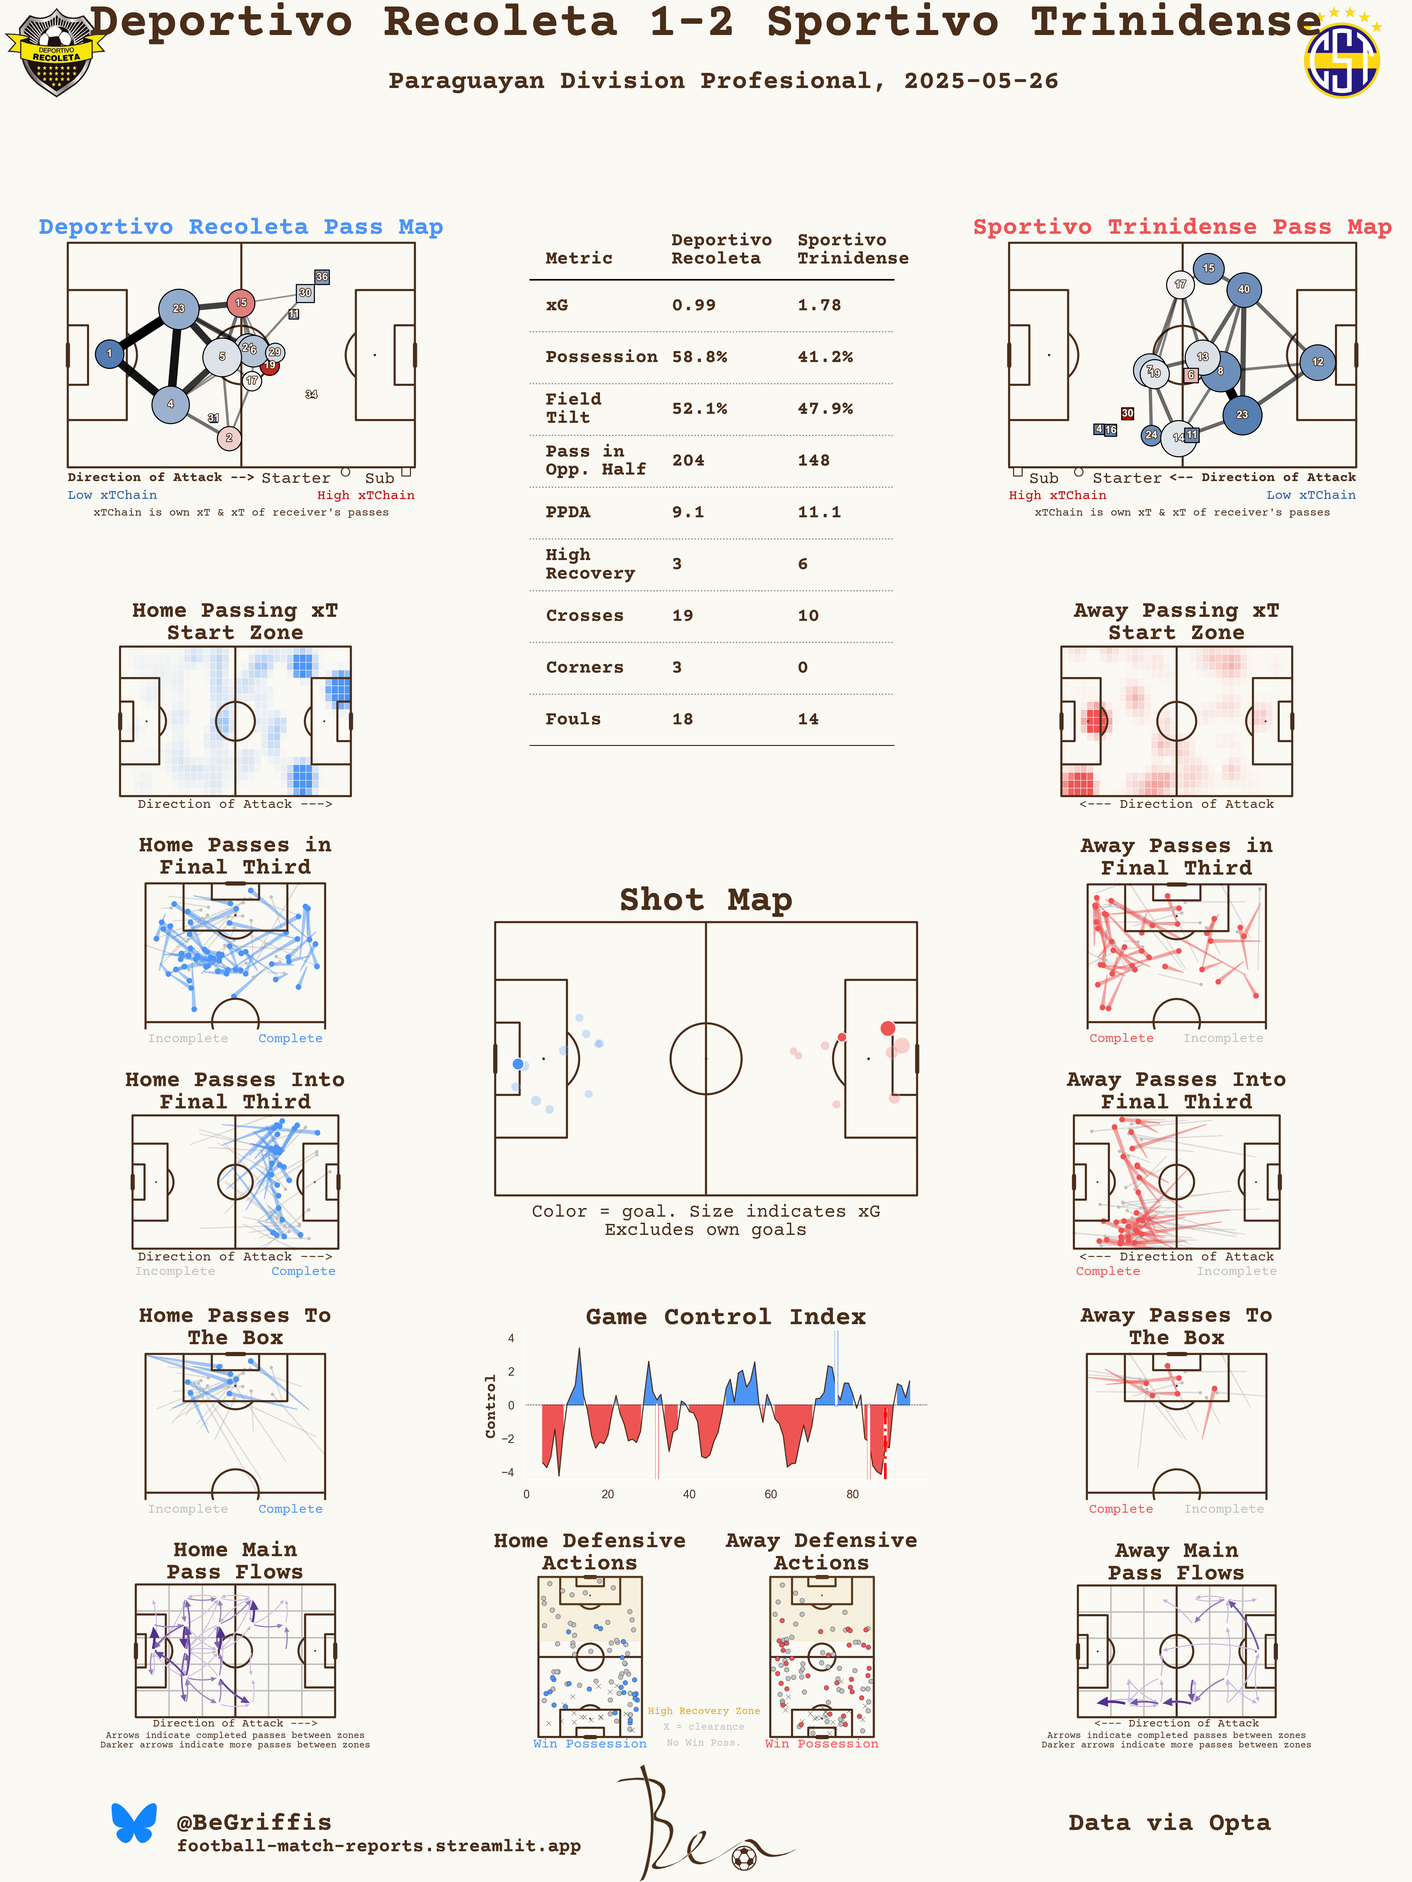 Deportivo Recoleta 1-2 Sportivo Trinidense
Paraguayan Division Profesional, 2025-05-26
DEPORTIVO
RECOLETA
CST
Deportivo Recoleta Pass Map
1
23
4
5
15
2
6
29
19
17
31
34
11
30
36
Direction of Attack --> Starter Sub
Low xTChain High xTChain
xTChain is own xT & xT of receiver's passes
Metric Deportivo Recoleta Sportivo Trinidense
xG 0.99 1.78
Possession 58.8% 41.2%
Field Tilt 52.1% 47.9%
Pass in Opp. Half 204 148
PPDA 9.1 11.1
High Recovery 3 6
Crosses 19 10
Corners 3 0
Fouls 18 14
Sportivo Trinidense Pass Map
15
17
40
13
7
19
6
8
12
30
23
4
16
24
14
11
Sub Starter <-- Direction of Attack
High xTChain Low xTChain
xTChain is own xT & xT of receiver's passes
Home Passing xT
Start Zone
Direction of Attack --->
Away Passing xT
Start Zone
<--- Direction of Attack
Home Passes in
Final Third
Incomplete Complete
Away Passes in
Final Third
Complete Incomplete
Shot Map
Color = goal. Size indicates xG
Excludes own goals
Home Passes Into
Final Third
Direction of Attack --->
Incomplete Complete
Away Passes Into
Final Third
<--- Direction of Attack
Complete Incomplete
Home Passes To
The Box
Incomplete Complete
Game Control Index
Control
4
2
0
−2
−4
0 20 40 60 80
Away Passes To
The Box
Complete Incomplete
Home Main
Pass Flows
Direction of Attack --->
Arrows indicate completed passes between zones
Darker arrows indicate more passes between zones
Home Defensive
Actions
Win Possession
Away Defensive
Actions
Win Possession
High Recovery Zone
X = clearance
No Win Poss.
Away Main
Pass Flows
<--- Direction of Attack
Arrows indicate completed passes between zones
Darker arrows indicate more passes between zones
@BeGriffis
football-match-reports.streamlit.app
Ben
Data via Opta